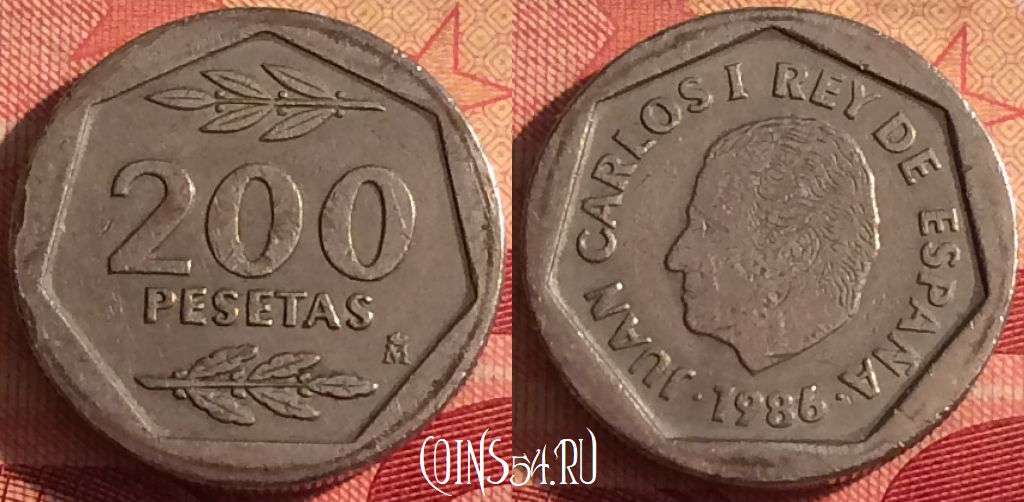 200
PESETAS
M
JUAN CARLOS I REY DE ESPAÑA
·1986·
COINS54.RU